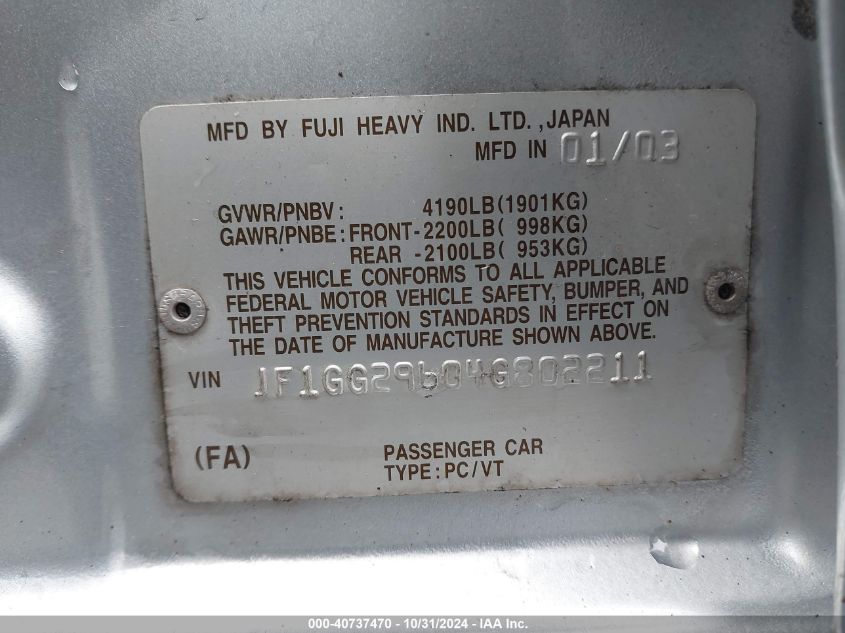 MFD BY FUJI HEAVY IND. LTD.,JAPAN
MFD IN 01/03
GVWR/PNBV: 4190LB(1901KG)
GAWR/PNBE:FRONT-2200LB( 998KG)
REAR -2100LB( 953KG)
THIS VEHICLE CONFORMS TO ALL APPLICABLE
FEDERAL MOTOR VEHICLE SAFETY, BUMPER, AND
THEFT PREVENTION STANDARDS IN EFFECT ON
THE DATE OF MANUFACTURE SHOWN ABOVE.
VIN JF1GG29604G802211
(FA) PASSENGER CAR
TYPE:PC/VT
000-40737470 - 10/31/2024 - IAA Inc.